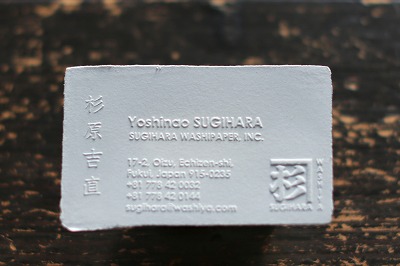 杉原吉直
Yoshinao SUGIHARA
SUGIHARA WASHIPAPER, INC.
17-2, Oizu, Echizen-shi,
Fukui, Japan 915-0235
+81 778 42 0032
+81 778 42 0144
sugihara@washiya.com
杉
SUGIHARA
WASHIYA